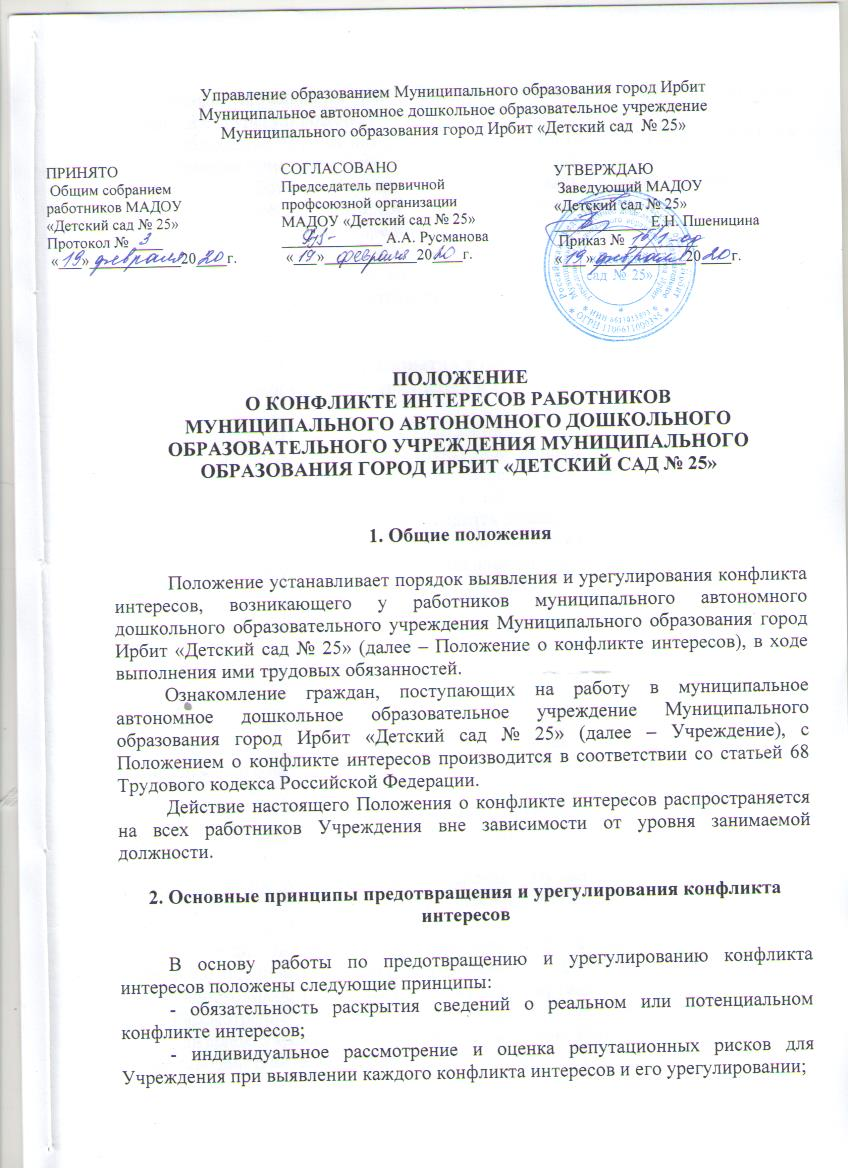 Управление образованием Муниципального образования город Ирбит
Муниципальное автономное дошкольное образовательное учреждение
Муниципального образования город Ирбит «Детский сад № 25»
ПРИНЯТО
Общим собранием
работников МАДОУ
«Детский сад № 25»
Протокол № 3
«19» февраля 2020 г.
СОГЛАСОВАНО
Председатель первичной
профсоюзной организации
МАДОУ «Детский сад № 25»
____________ А.А. Русманова
«19» февраля 2020 г.
УТВЕРЖДАЮ
Заведующий МАДОУ
«Детский сад № 25»
____________ Е.Н. Пшеницина
Приказ №
«19» февраля 2020 г.
сад № 25»
ПОЛОЖЕНИЕ
О КОНФЛИКТЕ ИНТЕРЕСОВ РАБОТНИКОВ
МУНИЦИПАЛЬНОГО АВТОНОМНОГО ДОШКОЛЬНОГО
ОБРАЗОВАТЕЛЬНОГО УЧРЕЖДЕНИЯ МУНИЦИПАЛЬНОГО
ОБРАЗОВАНИЯ ГОРОД ИРБИТ «ДЕТСКИЙ САД № 25»
1. Общие положения
Положение устанавливает порядок выявления и урегулирования конфликта
интересов, возникающего у работников муниципального автономного
дошкольного образовательного учреждения Муниципального образования город
Ирбит «Детский сад № 25» (далее – Положение о конфликте интересов), в ходе
выполнения ими трудовых обязанностей.
Ознакомление граждан, поступающих на работу в муниципальное
автономное дошкольное образовательное учреждение Муниципального
образования город Ирбит «Детский сад № 25» (далее – Учреждение), с
Положением о конфликте интересов производится в соответствии со статьей 68
Трудового кодекса Российской Федерации.
Действие настоящего Положения о конфликте интересов распространяется
на всех работников Учреждения вне зависимости от уровня занимаемой
должности.
2. Основные принципы предотвращения и урегулирования конфликта
интересов
В основу работы по предотвращению и урегулированию конфликта
интересов положены следующие принципы:
- обязательность раскрытия сведений о реальном или потенциальном
конфликте интересов;
- индивидуальное рассмотрение и оценка репутационных рисков для
Учреждения при выявлении каждого конфликта интересов и его урегулировании;